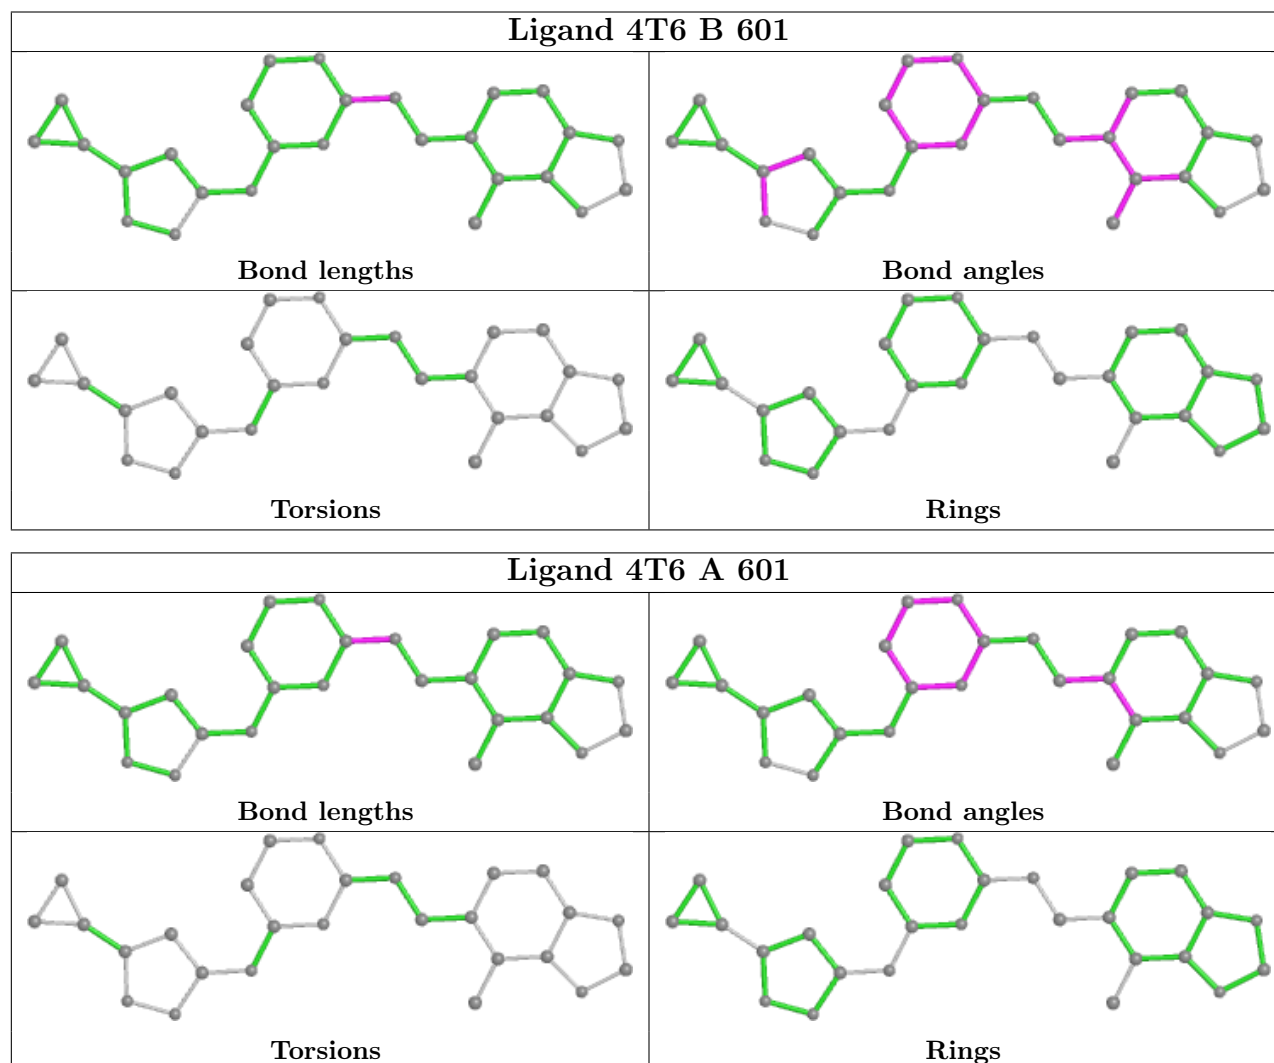 Ligand 4T6 B 601
Bond lengths
Bond angles
Torsions
Rings
Ligand 4T6 A 601
Bond lengths
Bond angles
Torsions
Rings